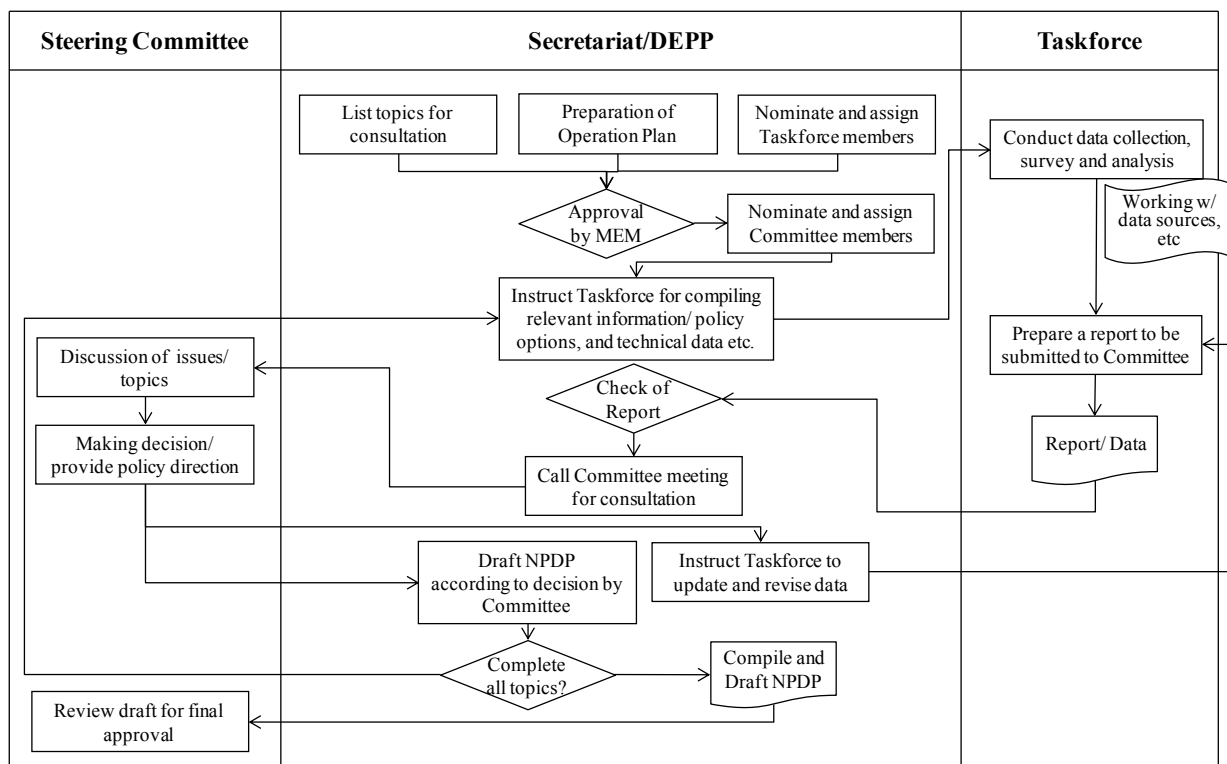 Steering Committee
Secretariat/DEPP
Taskforce
List topics for
consultation
Preparation of
Operation Plan
Nominate and assign
Taskforce members
Conduct data collection,
survey and analysis
Approval
by MEM
Nominate and assign
Committee members
Working w/
data sources,
etc
Instruct Taskforce for compiling
relevant information/ policy
options, and technical data etc.
Prepare a report to be
submitted to Committee
Discussion of issues/
topics
Check of
Report
Making decision/
provide policy direction
Report/ Data
Call Committee meeting
for consultation
Draft NPDP
according to decision by
Committee
Instruct Taskforce to
update and revise data
Complete
all topics?
Compile and
Draft NPDP
Review draft for final
approval